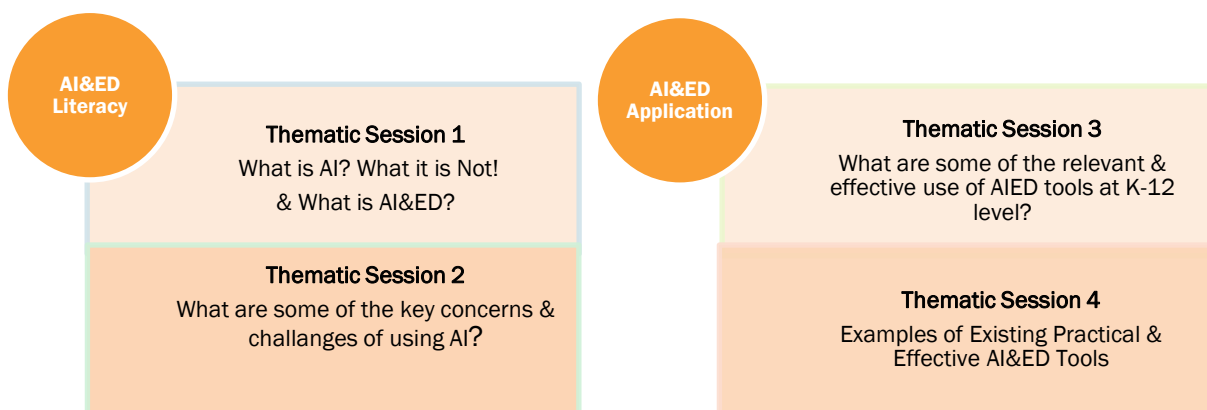 AI&ED
Literacy
Thematic Session 1
What is AI? What it is Not!
& What is AI&ED?
Thematic Session 2
What are some of the key concerns &
challanges of using AI?
AI&ED
Application
Thematic Session 3
What are some of the relevant &
effective use of AIED tools at K-12
level?
Thematic Session 4
Examples of Existing Practical &
Effective AI&ED Tools